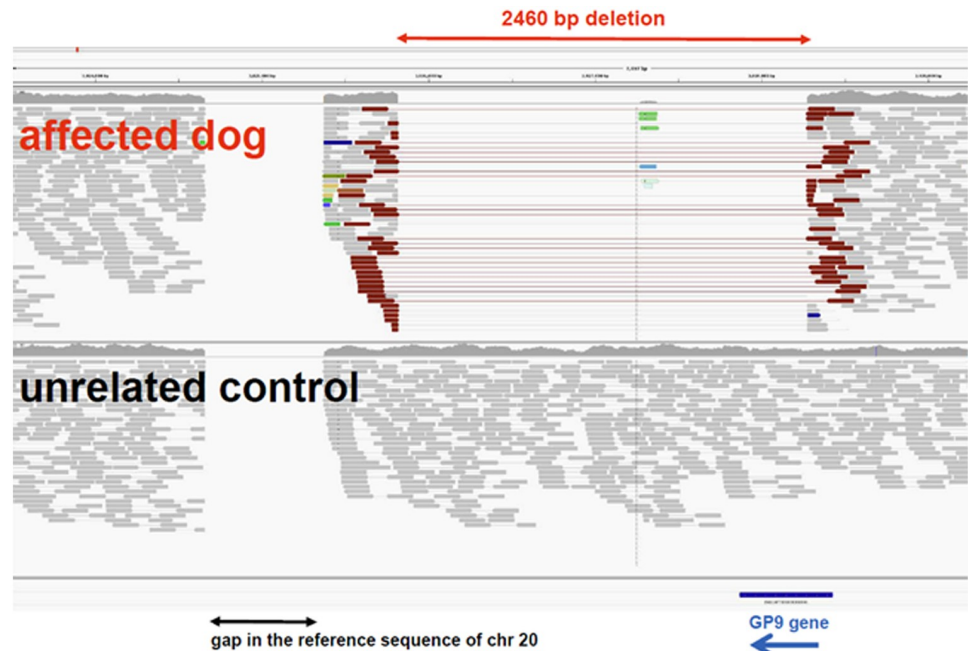 2460 bp deletion
affected dog
unrelated control
GP9 gene
gap in the reference sequence of chr 20